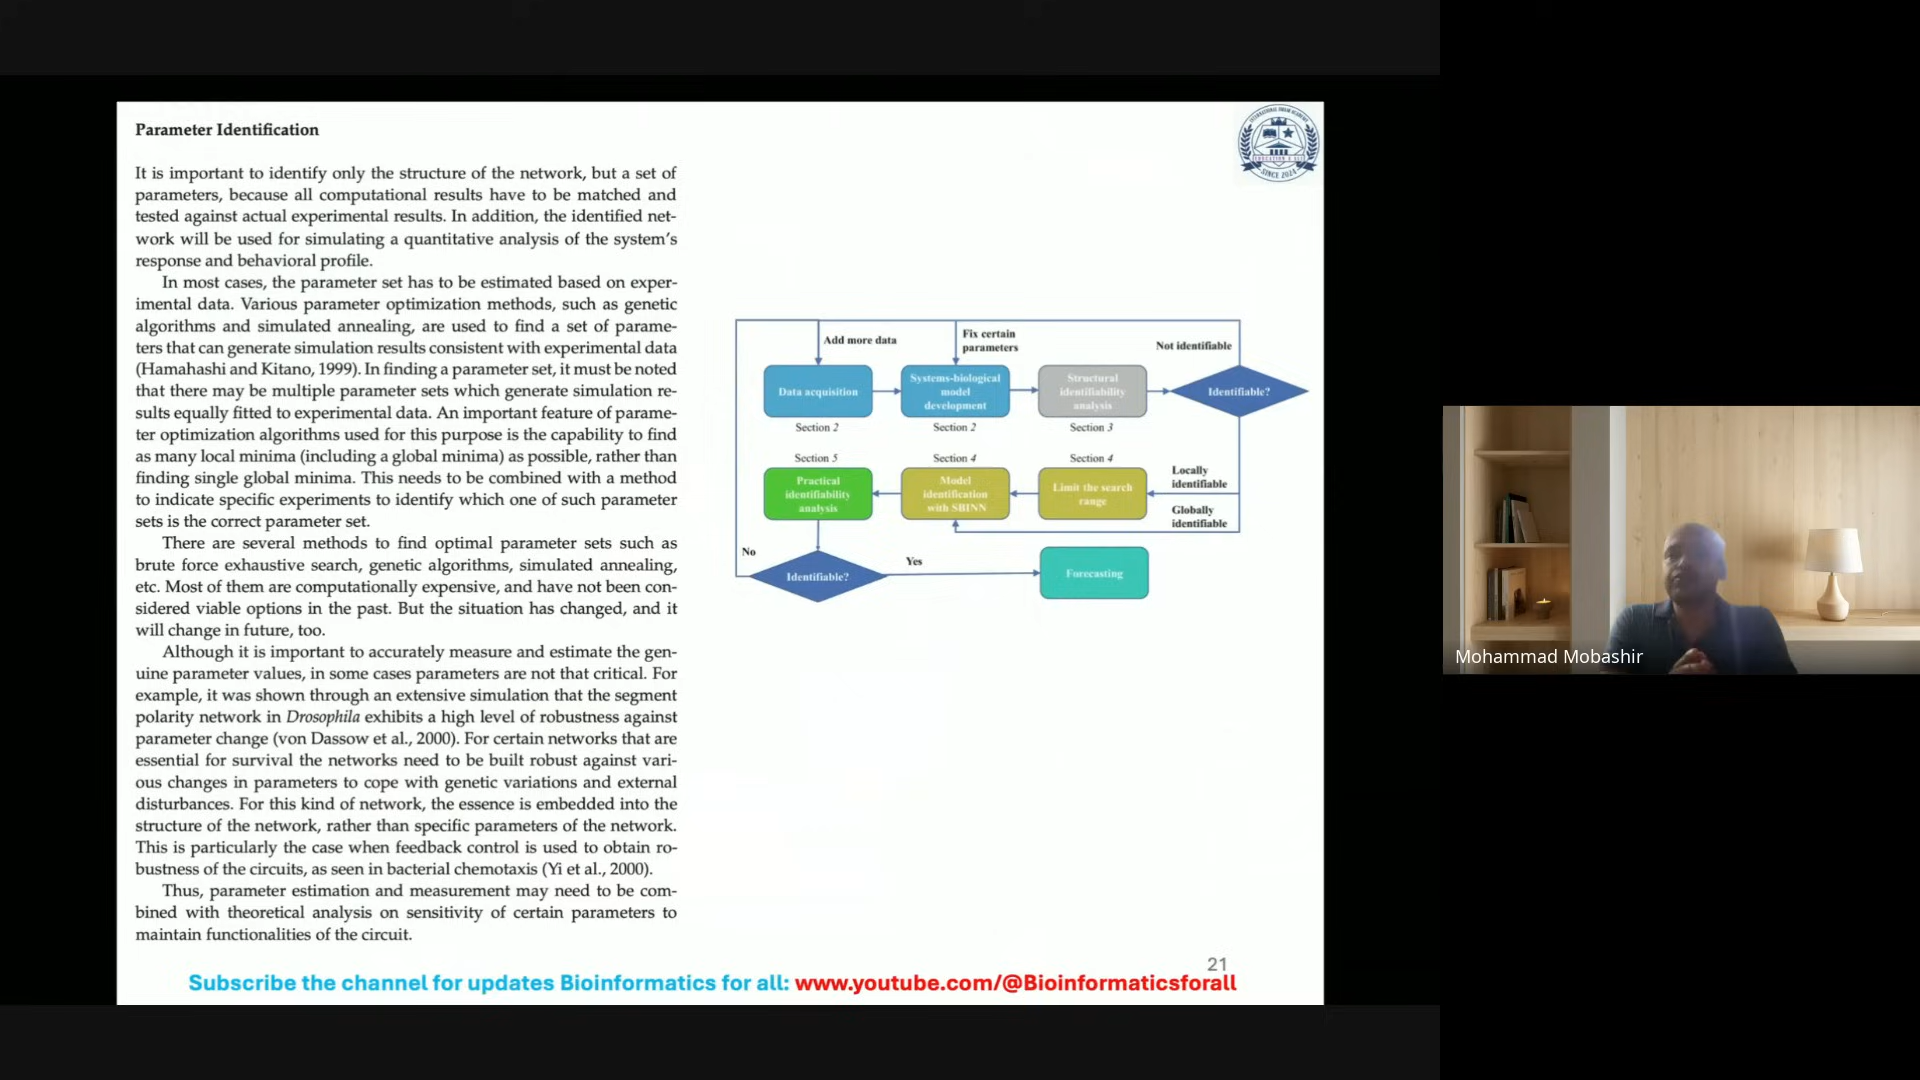 Parameter Identification
It is important to identify only the structure of the network, but a set of
parameters, because all computational results have to be matched and
tested against actual experimental results. In addition, the identified net-
work will be used for simulating a quantitative analysis of the system's
response and behavioral profile.
In most cases, the parameter set has to be estimated based on exper-
imental data. Various parameter optimization methods, such as genetic
algorithms and simulated annealing, are used to find a set of parame-
ters that can generate simulation results consistent with experimental data
(Hamahashi and Kitano, 1999). In finding a parameter set, it must be noted
that there may be multiple parameter sets which generate simulation re-
sults equally fitted to experimental data. An important feature of parame-
ter optimization algorithms used for this purpose is the capability to find
as many local minima (including a global minima) as possible, rather than
finding single global minima. This needs to be combined with a method
to indicate specific experiments to identify which one of such parameter
sets is the correct parameter set.
There are several methods to find optimal parameter sets such as
brute force exhaustive search, genetic algorithms, simulated annealing,
etc. Most of them are computationally expensive, and have not been con-
sidered viable options in the past. But the situation has changed, and it
will change in future, too.
Although it is important to accurately measure and estimate the gen-
uine parameter values, in some cases parameters are not that critical. For
example, it was shown through an extensive simulation that the segment
polarity network in Drosophila exhibits a high level of robustness against
parameter change (von Dassow et al., 2000). For certain networks that are
essential for survival the networks need to be built robust against vari-
ous changes in parameters to cope with genetic variations and external
disturbances. For this kind of network, the essence is embedded into the
structure of the network, rather than specific parameters of the network.
This is particularly the case when feedback control is used to obtain ro-
bustness of the circuits, as seen in bacterial chemotaxis (Yi et al., 2000).
Thus, parameter estimation and measurement may need to be com-
bined with theoretical analysis on sensitivity of certain parameters to
maintain functionalities of the circuit.
Add more data
Fix certain
parameters
Not identifiable
Data acquisition
Systems-biological
model
development
Structural
identifiability
analysis
Identifiable?
Section 2
Section 2
Section 3
Section 5
Section 4
Section 4
Practical
identifiability
analysis
Model
identification
with SBINN
Limit the search
range
Locally
identifiable
Globally
identifiable
No
Identifiable?
Yes
Forecasting
SINCE 2024
21
Subscribe the channel for updates Bioinformatics for all: www.youtube.com/@Bioinformaticsforall
Mohammad Mobashir